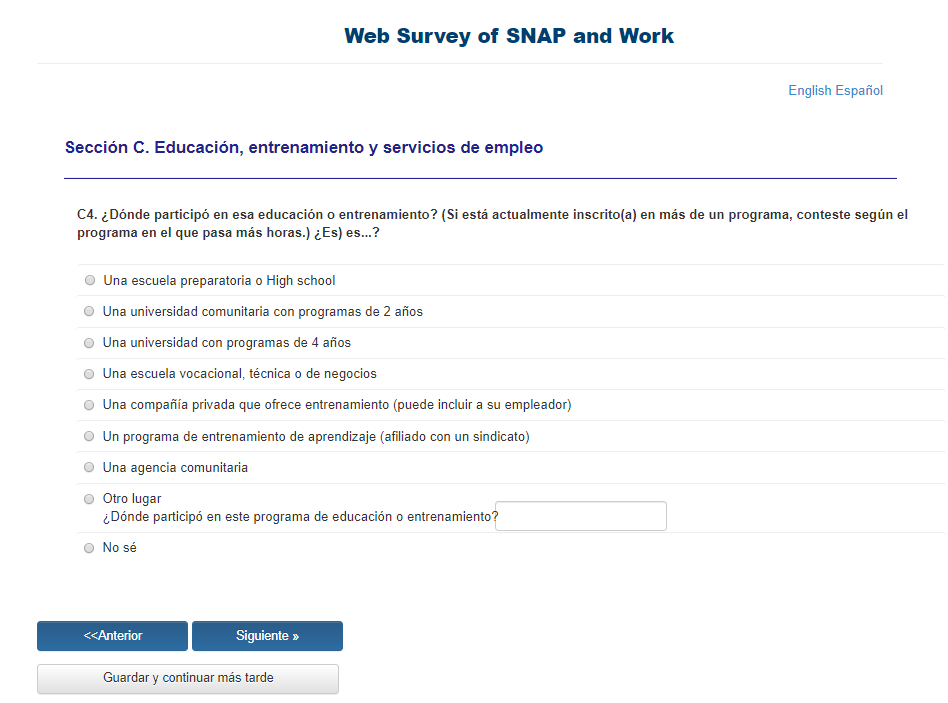 Web Survey of SNAP and Work
English Español
Sección C. Educación, entrenamiento y servicios de empleo
C4. ¿Dónde participó en esa educación o entrenamiento? (Si está actualmente inscrito(a) en más de un programa, conteste según el
programa en el que pasa más horas.) ¿Es) es...?
Una escuela preparatoria o High school
Una universidad comunitaria con programas de 2 años
Una universidad con programas de 4 años
Una escuela vocacional, técnica o de negocios
Una compañía privada que ofrece entrenamiento (puede incluir a su empleador)
Un programa de entrenamiento de aprendizaje (afiliado con un sindicato)
Una agencia comunitaria
Otro lugar
¿Dónde participó en este programa de educación o entrenamiento?
No sé
<<Anterior
Siguiente »
Guardar y continuar más tarde